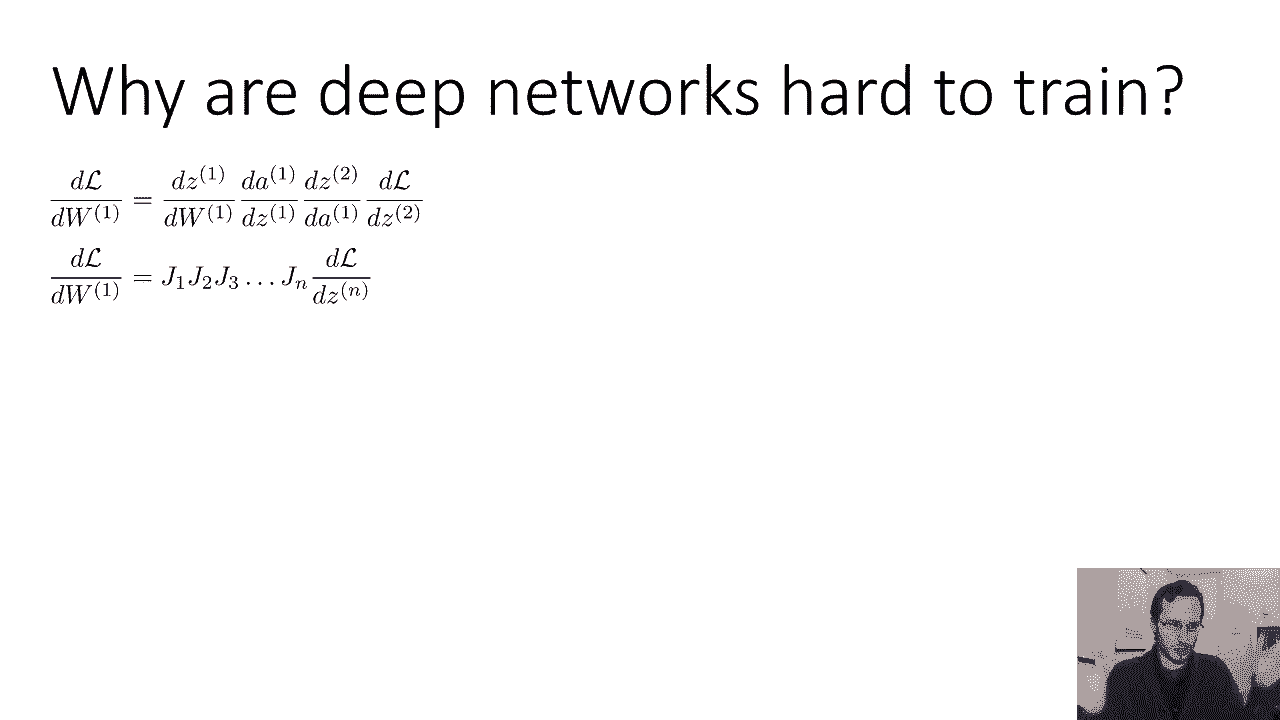 Why are deep networks hard to train?
\frac{d\mathcal{L}}{dW^{(1)}} = \frac{dz^{(1)}}{dW^{(1)}} \frac{da^{(1)}}{dz^{(1)}} \frac{dz^{(2)}}{da^{(1)}} \frac{d\mathcal{L}}{dz^{(2)}}
\frac{d\mathcal{L}}{dW^{(1)}} = J_1 J_2 J_3 \ldots J_n \frac{d\mathcal{L}}{dz^{(n)}}